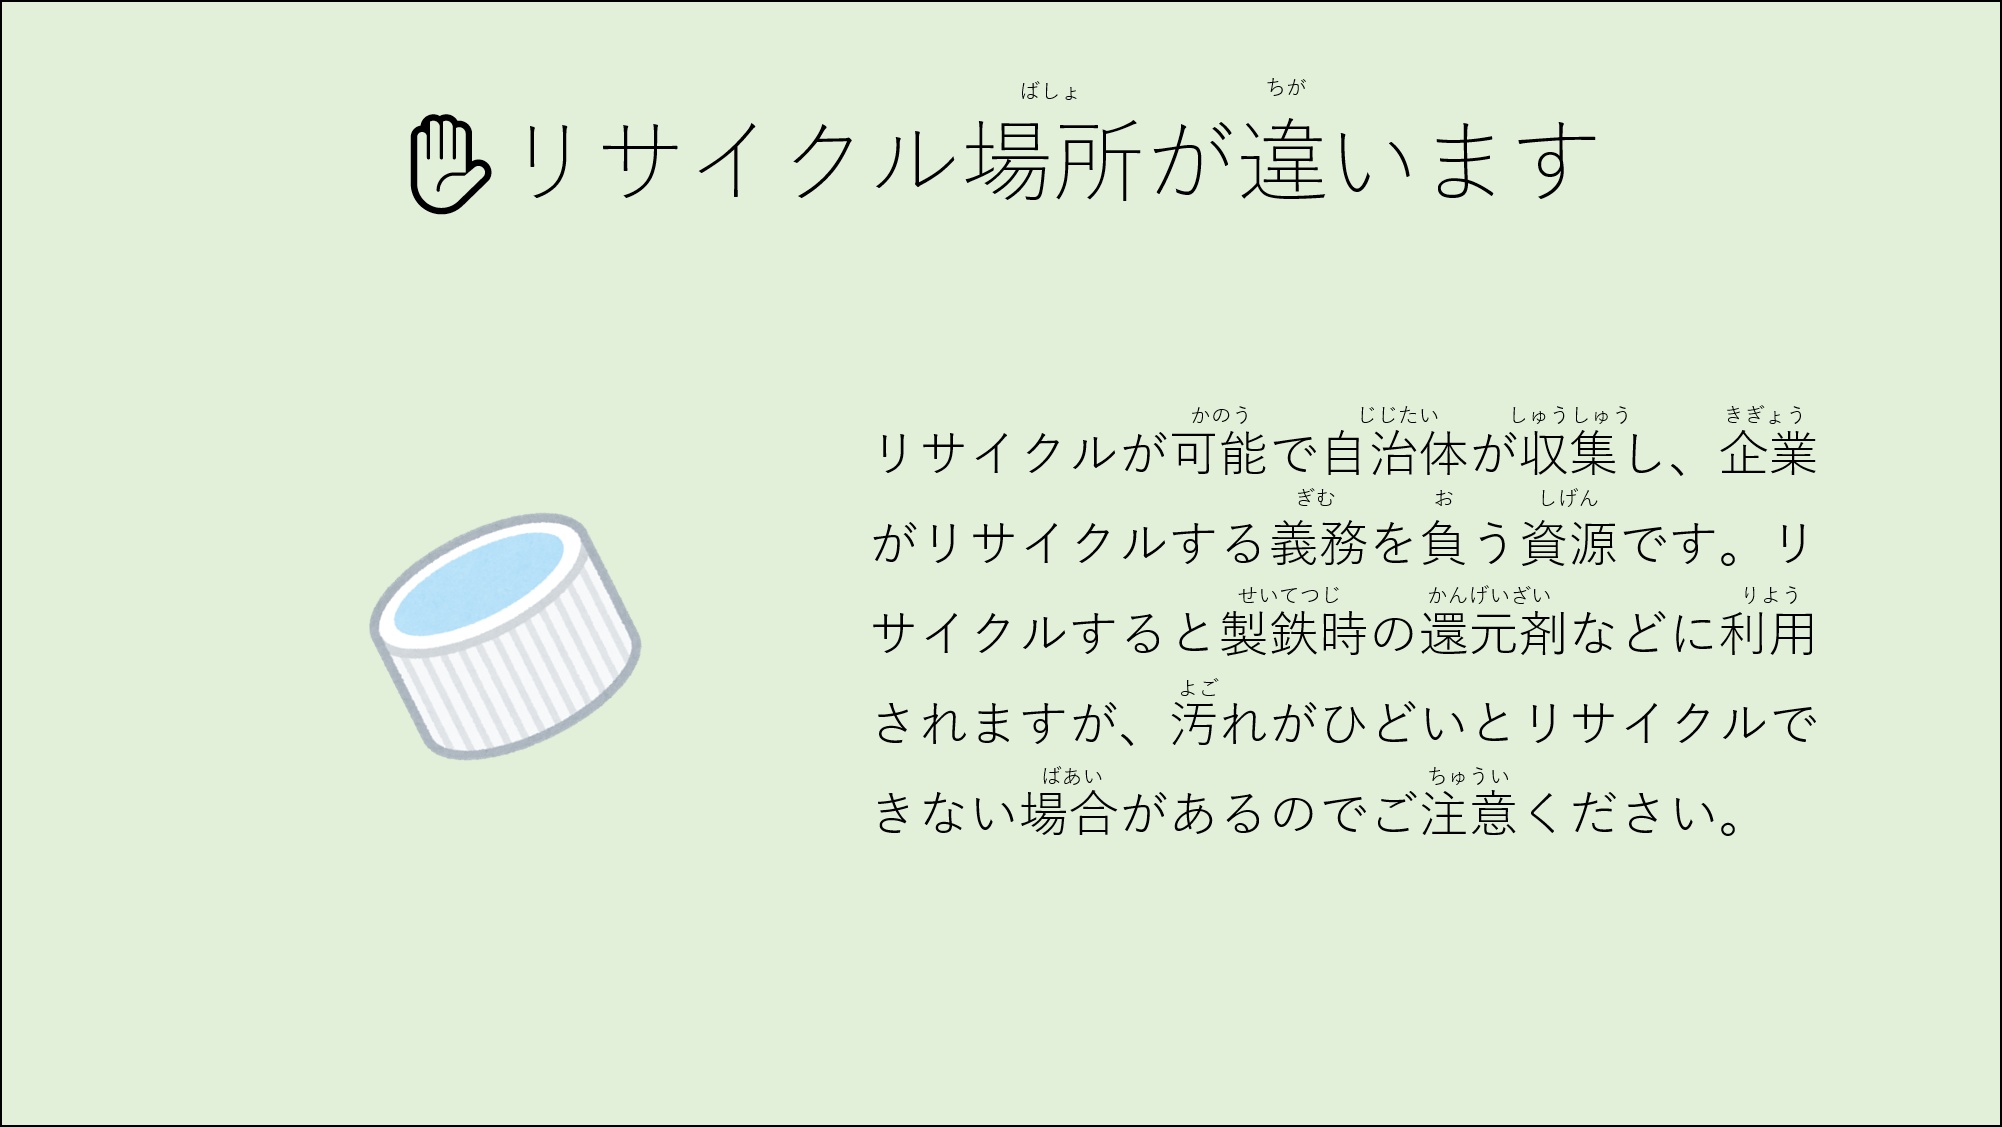 ばしょ ちが
リサイクル場所が違います
かのう じじたい しゅうしゅう きぎょう
リサイクルが可能で自治体が収集し、企業
ぎむ お しげん
がリサイクルする義務を負う資源です。リ
せいてつじ かんげいざい りよう
サイクルすると製鉄時の還元剤などに利用
よご
されますが、汚れがひどいとリサイクルで
ばあい ちゅうい
きない場合があるのでご注意ください。